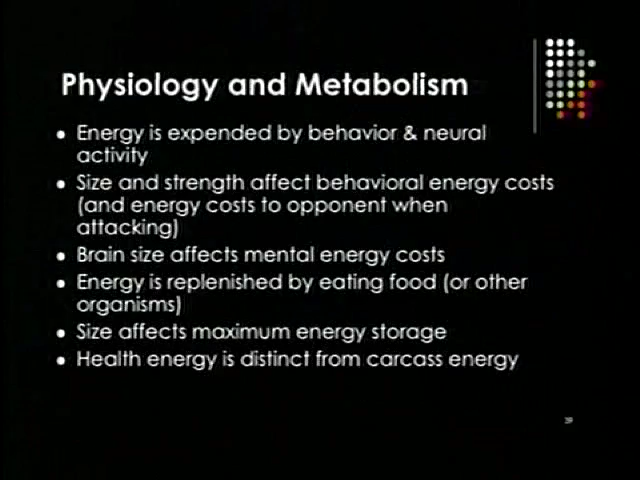 Physiology and Metabolism
• Energy is expended by behavior & neural
activity
• Size and strength affect behavioral energy costs
(and energy costs to opponent when
attacking)
• Brain size affects mental energy costs
• Energy is replenished by eating food (or other
organisms)
• Size affects maximum energy storage
• Health energy is distinct from carcass energy